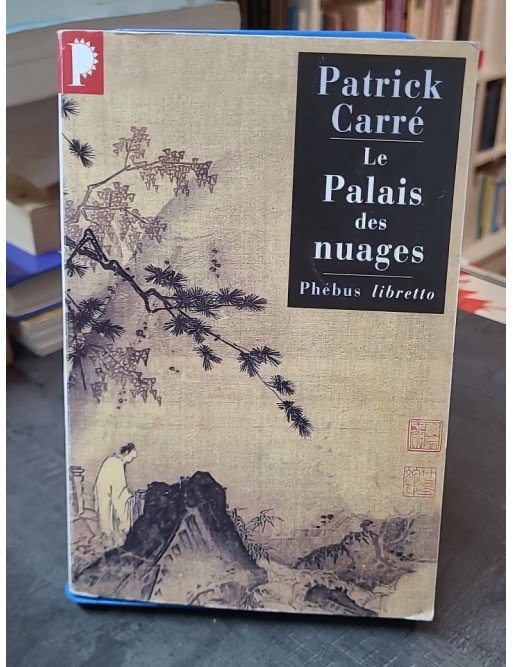 P
Patrick
Carré
Le
Palais
des
nuages
Phébus libretto